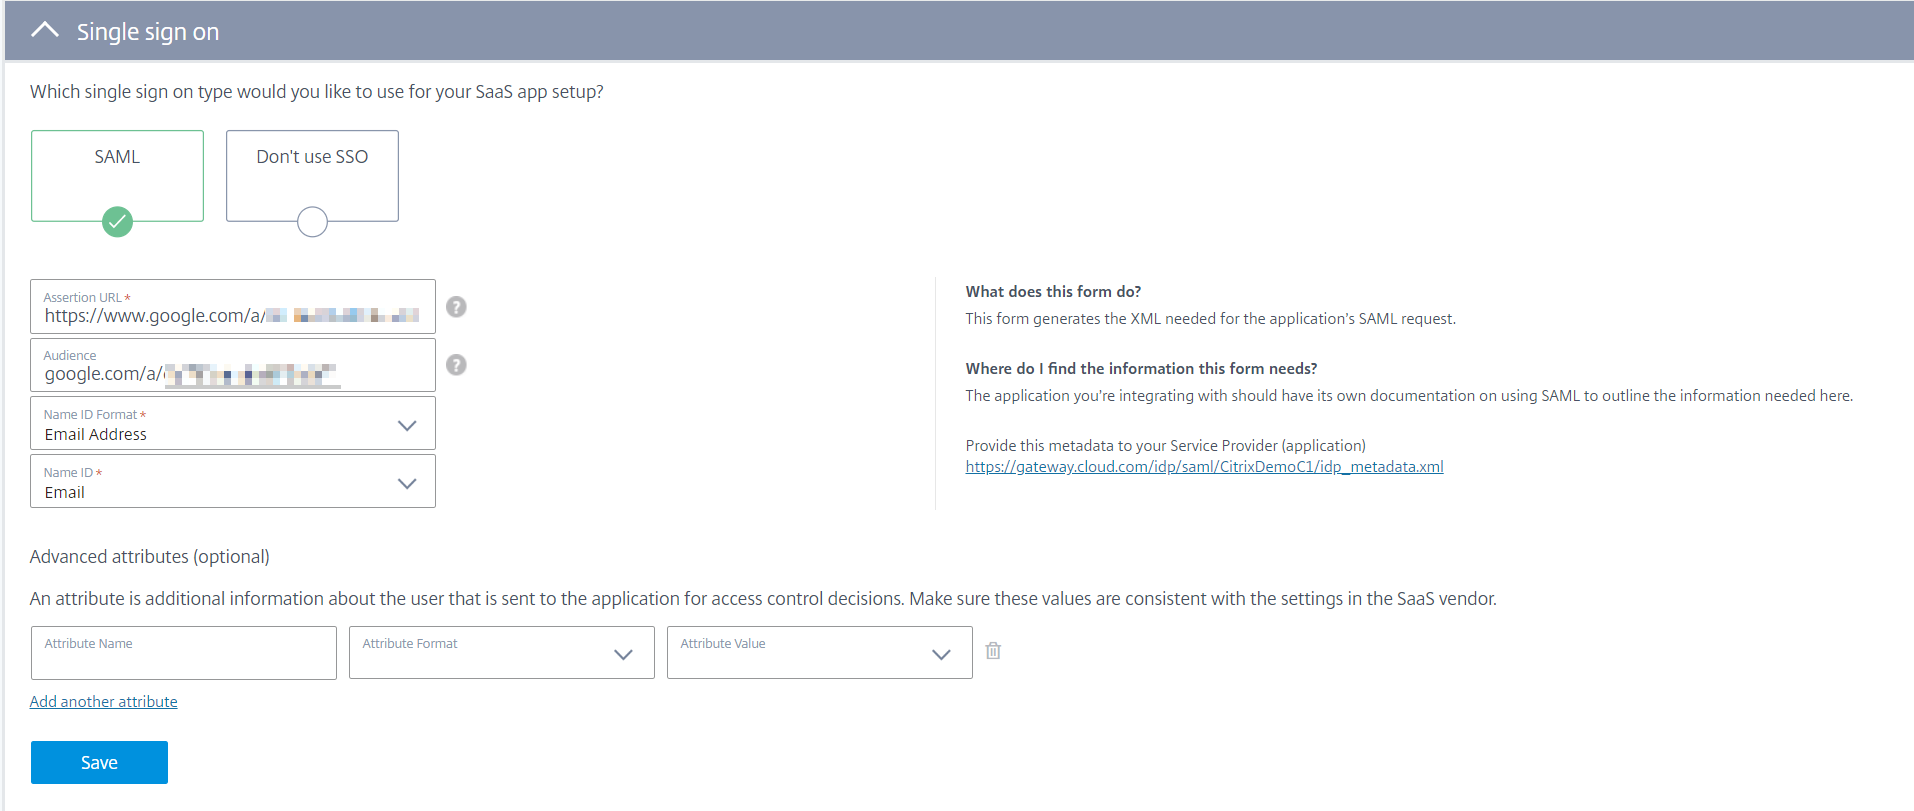 Single sign on
Which single sign on type would you like to use for your SaaS app setup?
SAML
Don't use SSO
Assertion URL *
https://www.google.com/a/
?
Audience
google.com/a/
?
Name ID Format *
Email Address
Name ID *
Email
What does this form do?
This form generates the XML needed for the application's SAML request.
Where do I find the information this form needs?
The application you're integrating with should have its own documentation on using SAML to outline the information needed here.
Provide this metadata to your Service Provider (application)
https://gateway.cloud.com/idp/saml/CitrixDemoC1/idp_metadata.xml
Advanced attributes (optional)
An attribute is additional information about the user that is sent to the application for access control decisions. Make sure these values are consistent with the settings in the SaaS vendor.
Attribute Name
Attribute Format
Attribute Value
Add another attribute
Save